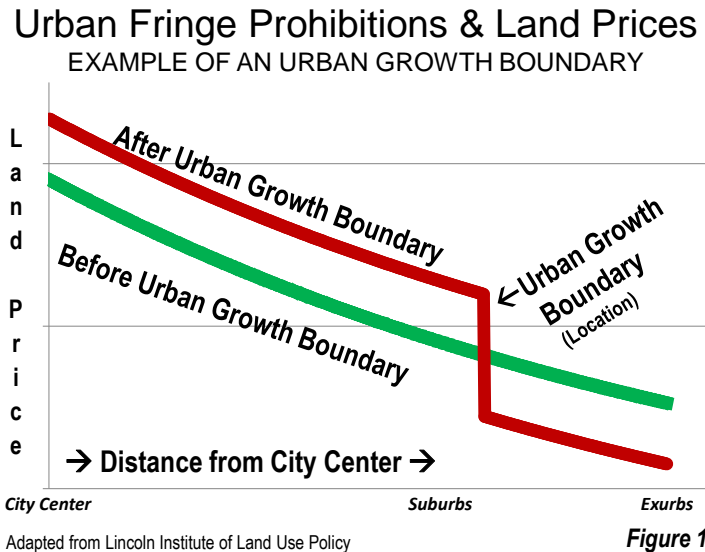 Urban Fringe Prohibitions & Land Prices
EXAMPLE OF AN URBAN GROWTH BOUNDARY
Land Price
After Urban Growth Boundary
Before Urban Growth Boundary
←Urban Growth
Boundary
(Location)
→ Distance from City Center →
City Center
Suburbs
Exurbs
Adapted from Lincoln Institute of Land Use Policy
Figure 1